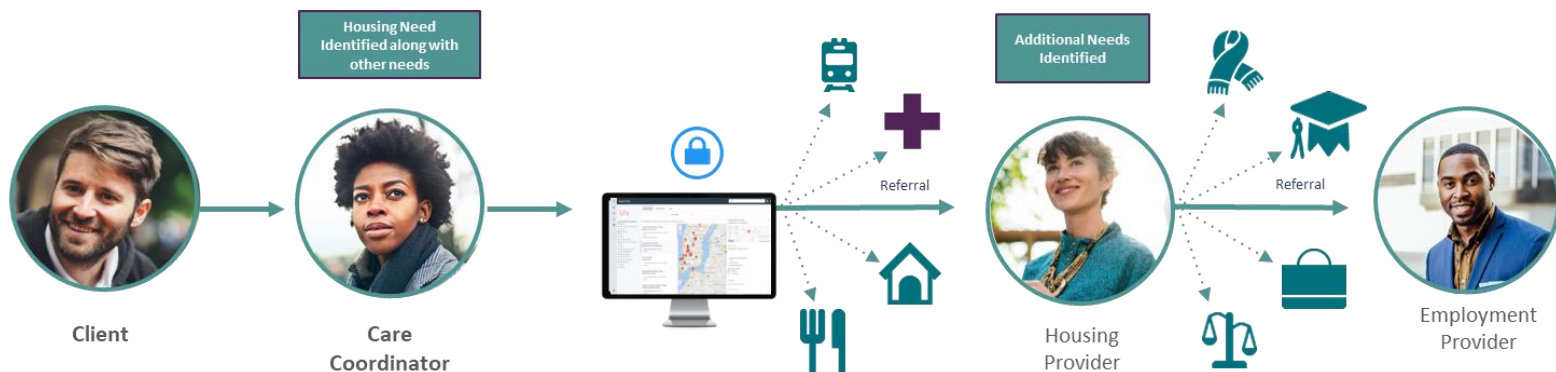 Housing Need
Identified along with
other needs
Additional Needs
Identified
Referral
Referral
Client
Care
Coordinator
Housing
Provider
Employment
Provider